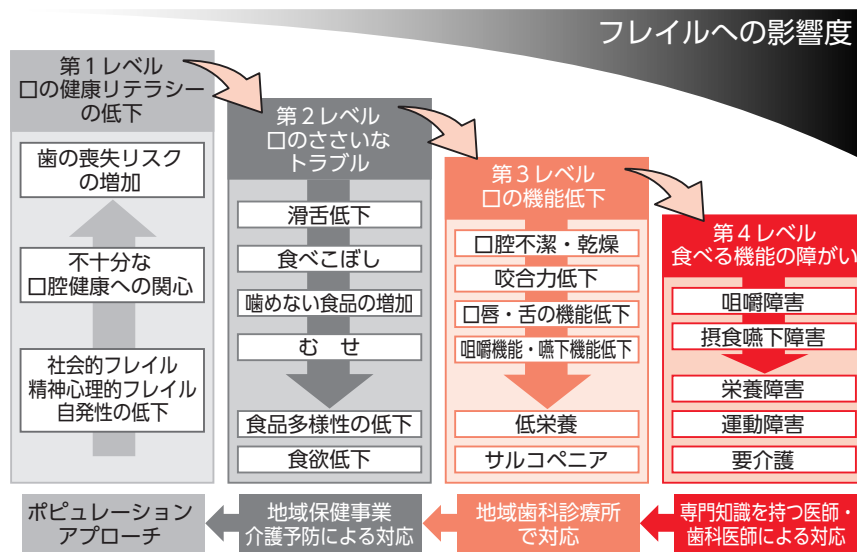 フレイルへの影響度
第1レベル
口の健康リテラシー
の低下
歯の喪失リスク
の増加
不十分な
口腔健康への関心
社会的フレイル
精神心理的フレイル
自発性の低下
ポピュレーション
アプローチ
第2レベル
口のささいな
トラブル
滑舌低下
食べこぼし
噛めない食品の増加
むせ
食品多様性の低下
食欲低下
地域保健事業
介護予防による対応
第3レベル
口の機能低下
口腔不潔・乾燥
咬合力低下
口唇・舌の機能低下
咀嚼機能・嚥下機能低下
低栄養
サルコペニア
地域歯科診療所
で対応
第4レベル
食べる機能の障がい
咀嚼障害
摂食嚥下障害
栄養障害
運動障害
要介護
専門知識を持つ医師・
歯科医師による対応